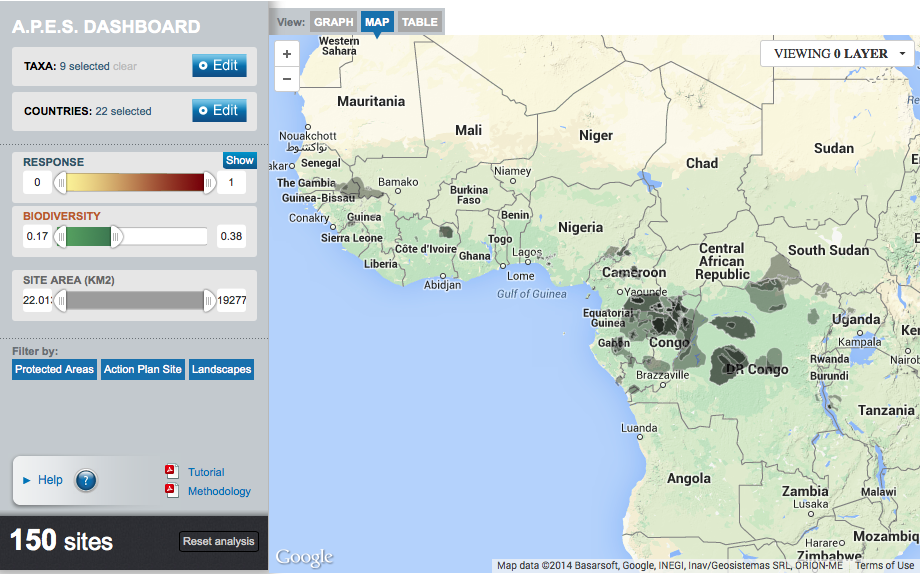 A.P.E.S. DASHBOARD
TAXA: 9 selected clear
Edit
COUNTRIES: 22 selected
Edit
RESPONSE
Show
0
1
BIODIVERSITY
0.17
0.38
SITE AREA (KM2)
22.01
19277
Filter by:
Protected Areas
Action Plan Site
Landscapes
Help
?
Tutorial
Methodology
150 sites
Reset analysis
View:
GRAPH
MAP
TABLE
+
−
VIEWING 0 LAYER
Western
Sahara
Mauritania
Mali
Niger
Chad
Sudan
Nouakchott
نواكشوط
akar
Senegal
The Gambia
Bamako
Guinea-Bissau
Burkina
Faso
Niamey
Conakry
Guinea
Benin
Nigeria
Sierra Leone
Côte d'Ivoire
Togo
Ghana
Lagos
Liberia
Lome
Abidjan
Gulf of Guinea
Central
African
Republic
South Sudan
Cameroon
Yaounde
Equatorial
Guinea
Gabon
Congo
Uganda
Kampala
Ken
Nairo
Rwanda
Burundi
DR Congo
Brazzaville
Tanzania
Luanda
Angola
Zambia
Lusaka
Malawi
Harare
Mozambiq
Zimbabwe
Google
Map data ©2014 Basarsoft, Google, INEGI, Inav/Geosistemas SRL, ORION-ME
Terms of Use